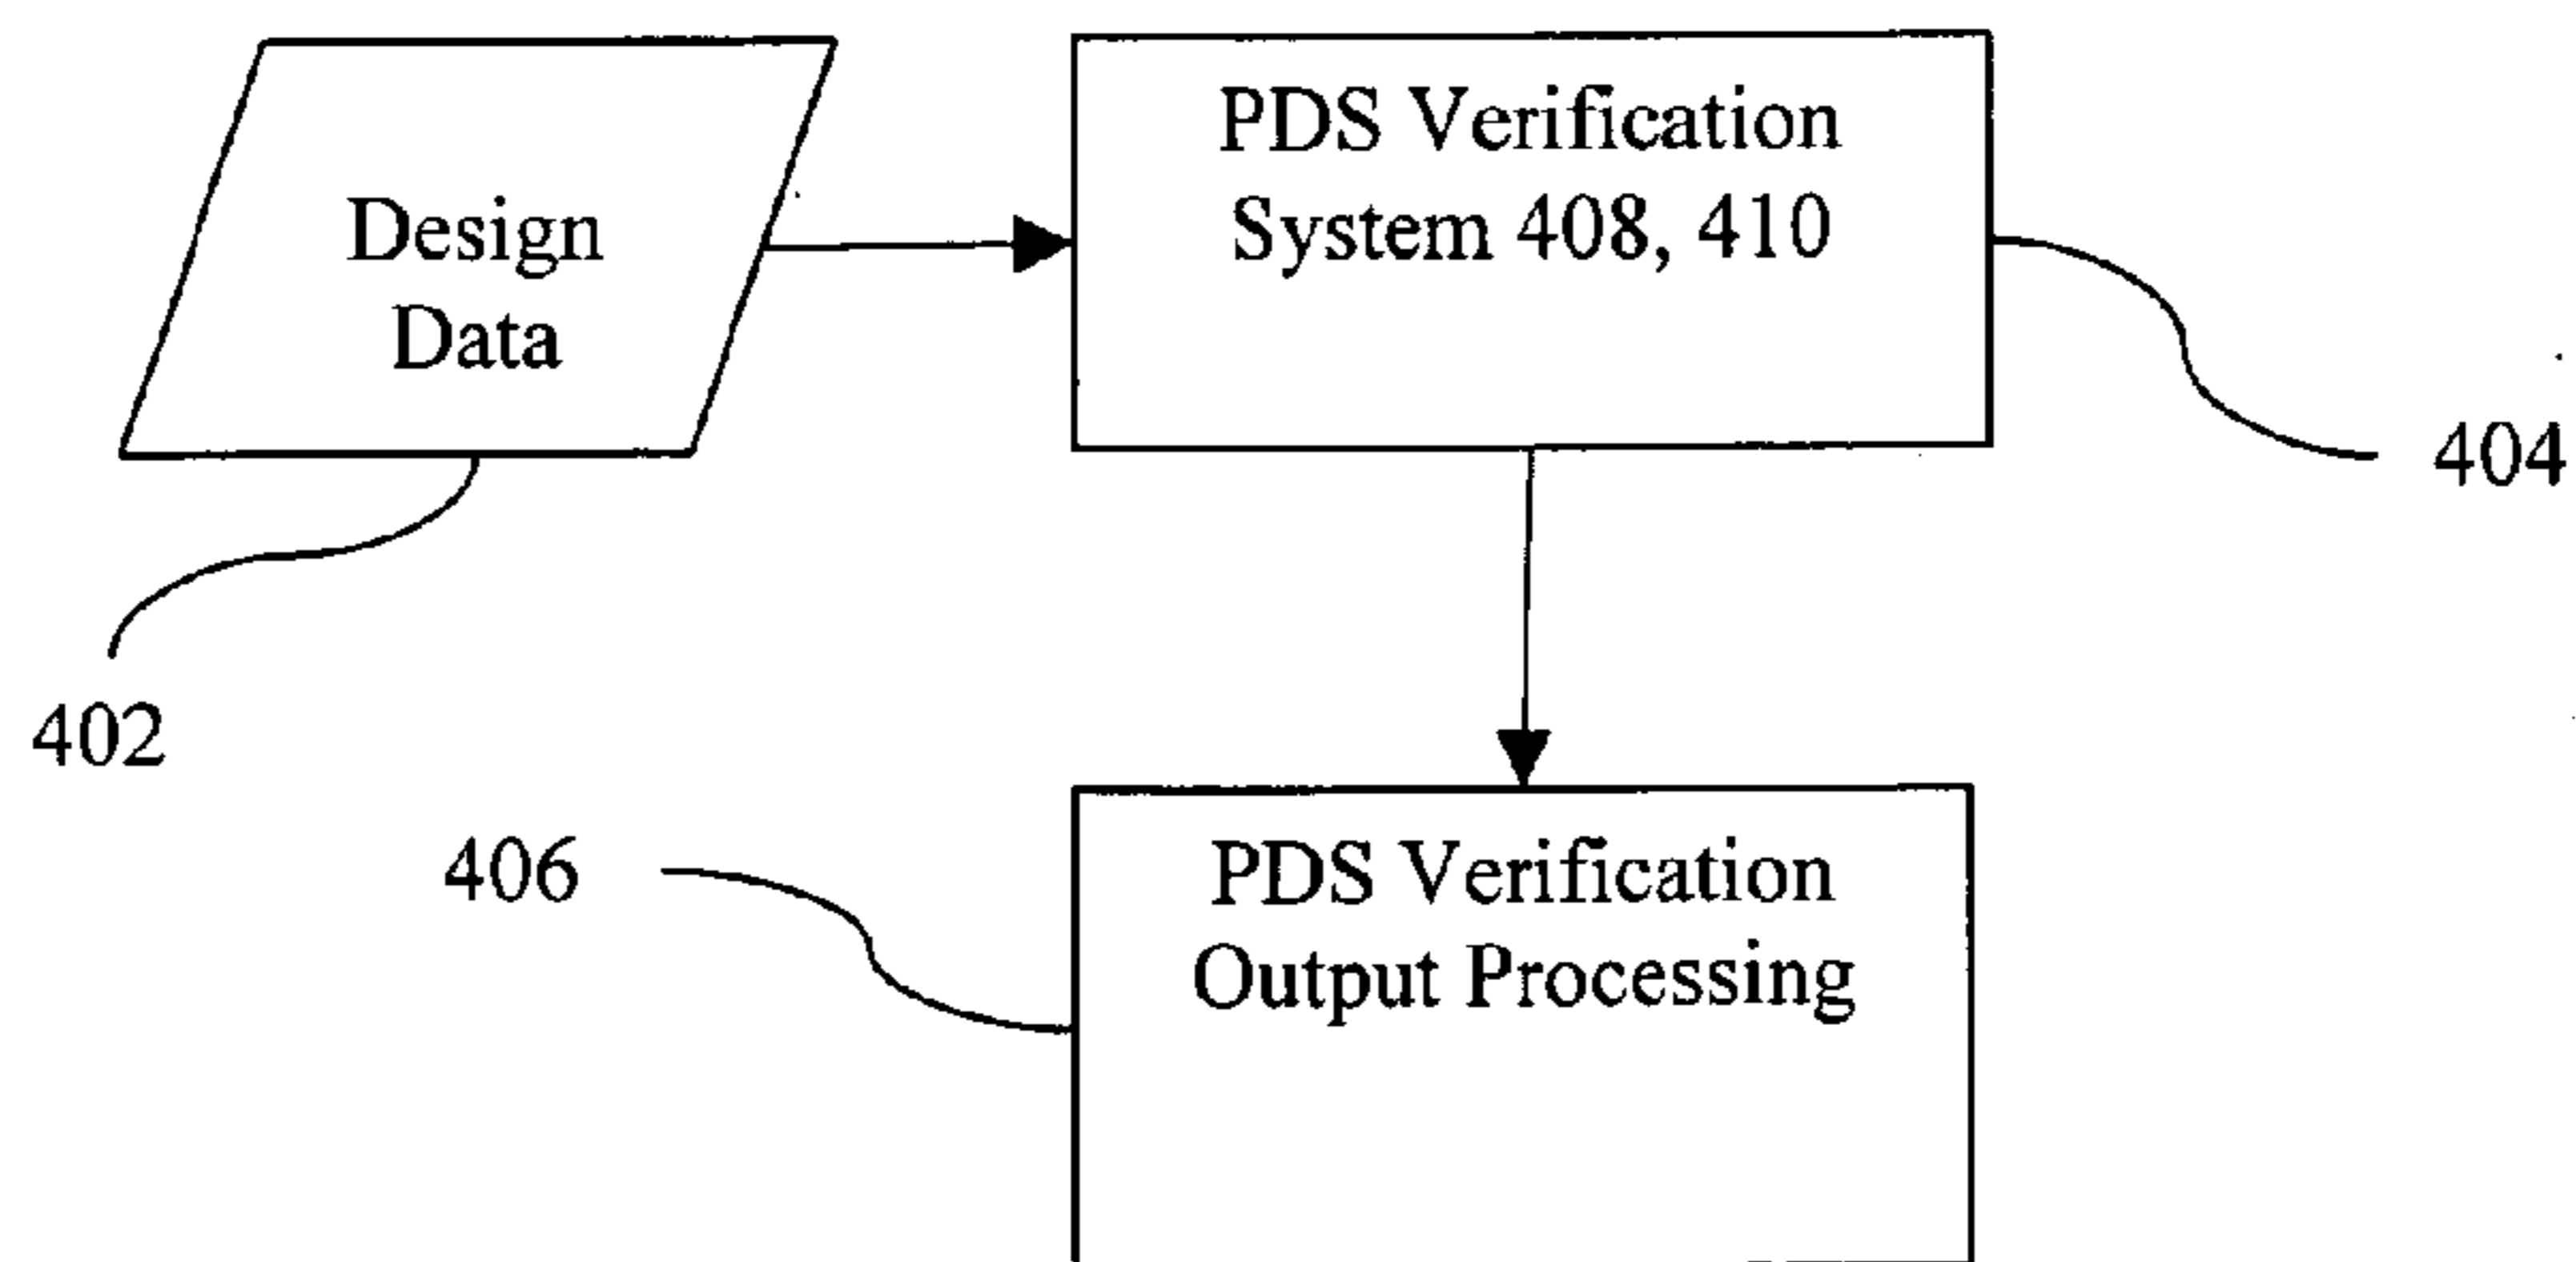 Design
Data
PDS Verification
System 408, 410
404
402
406
PDS Verification
Output Processing